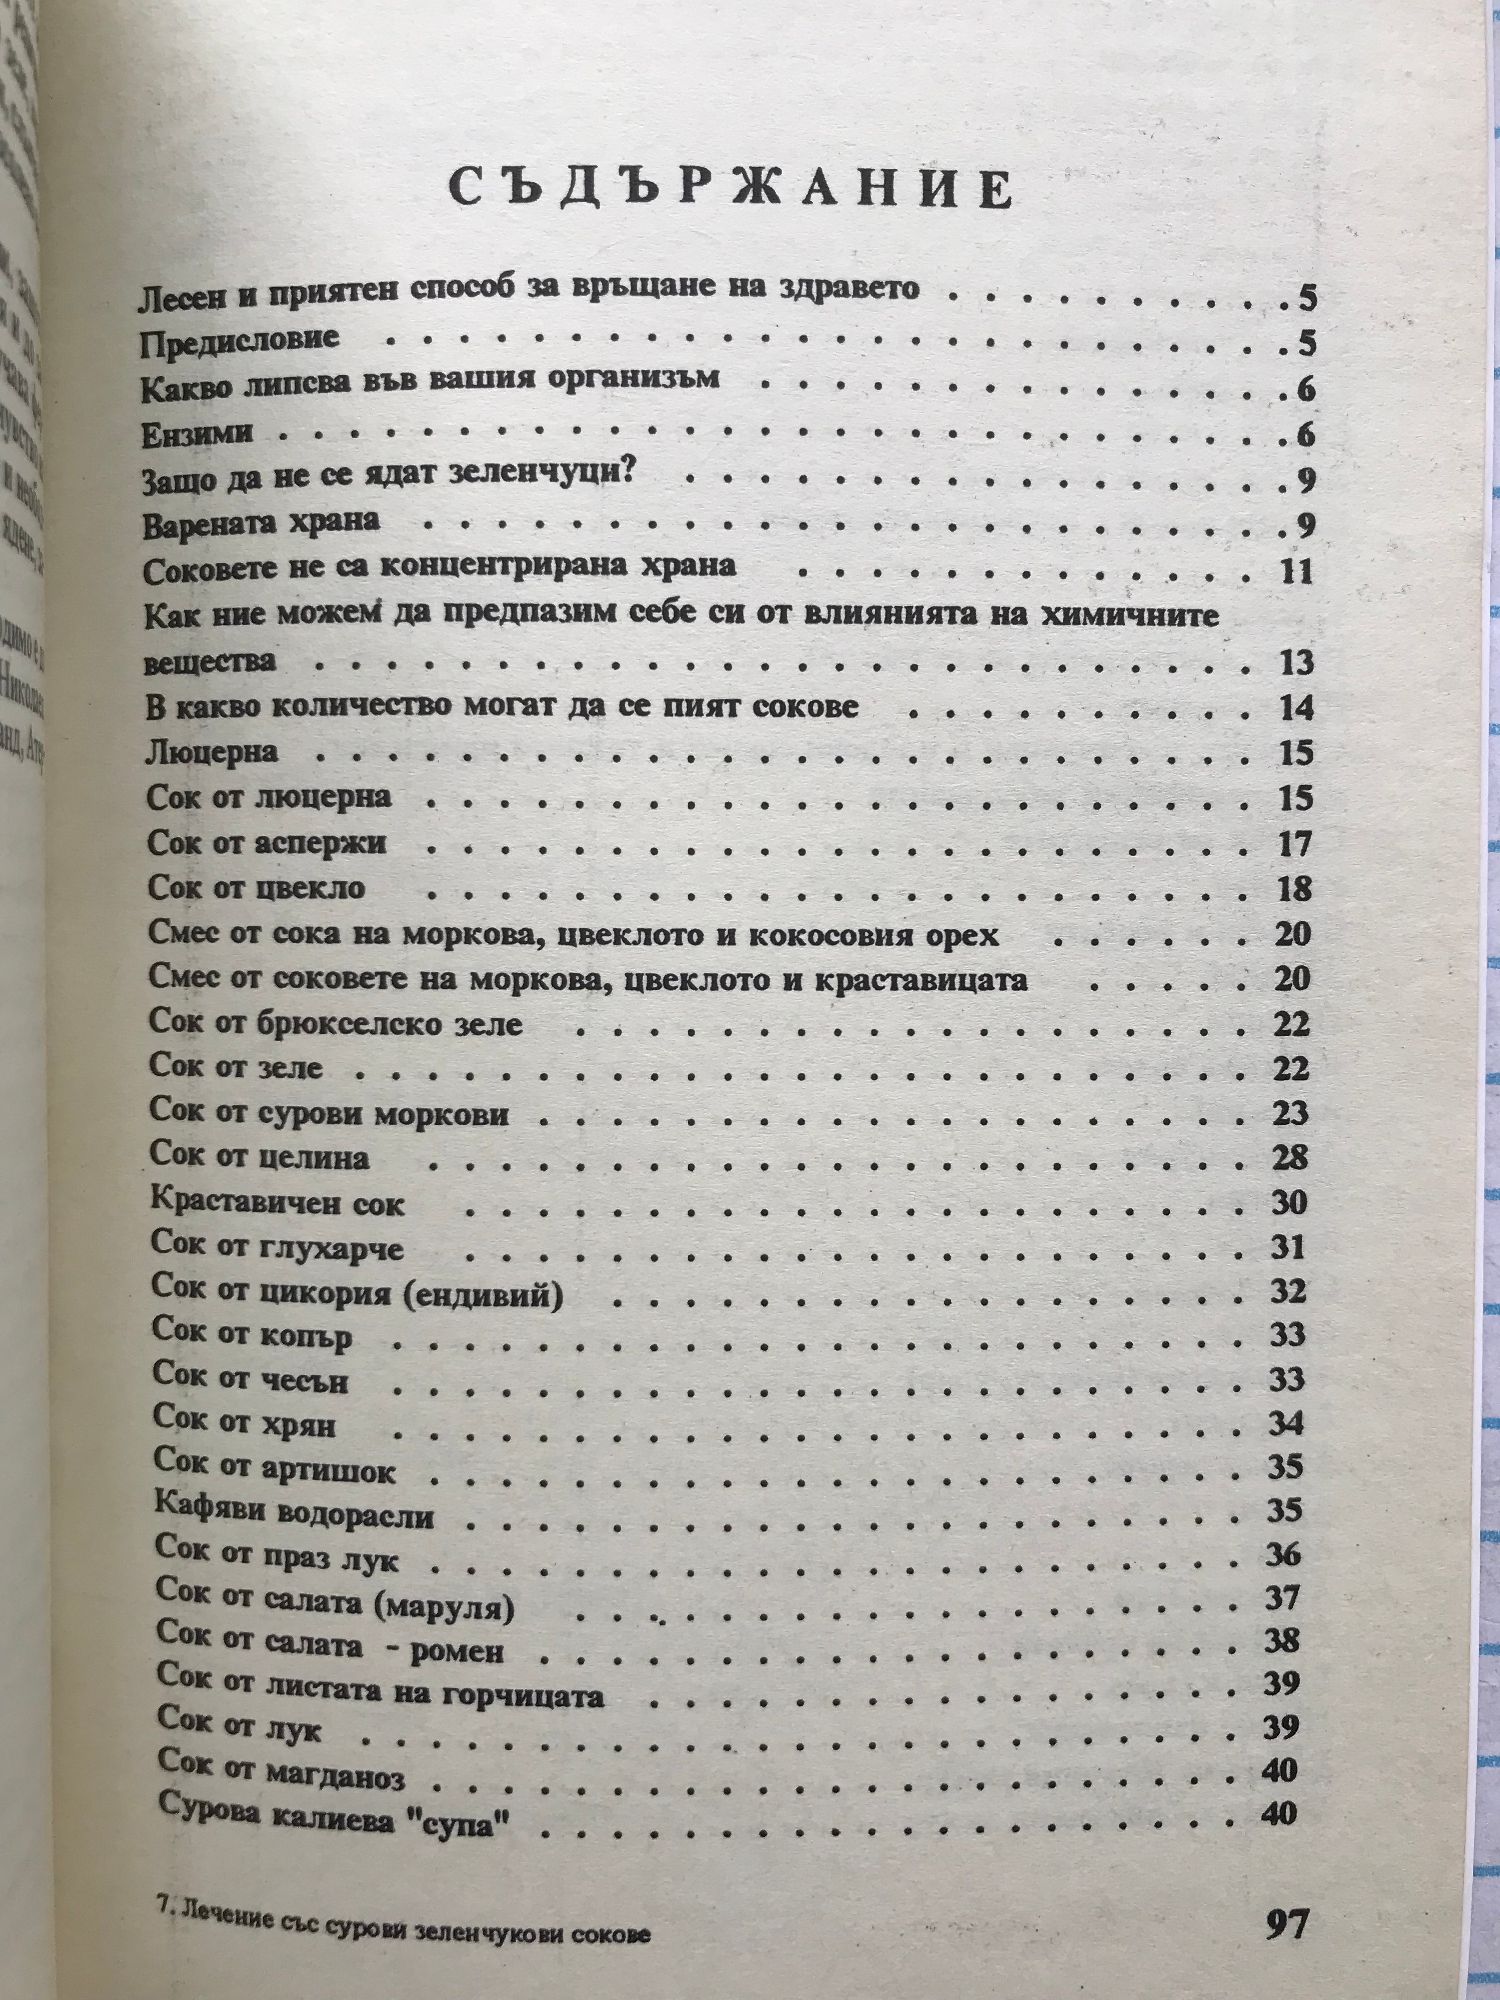 СЪДЪРЖАНИЕ
Лесен и приятен способ за връщане на здравето . . . . . . . . . . 5
Предисловие . . . . . . . . . . . . . . . . . . . . . . . . . 5
Какво липсва във вашия организъм . . . . . . . . . . . . . . . 6
Ензими . . . . . . . . . . . . . . . . . . . . . . . . . . . . 6
Защо да не се ядат зеленчуци? . . . . . . . . . . . . . . . . . 9
Варената храна . . . . . . . . . . . . . . . . . . . . . . . . 9
Соковете не са концентрирана храна . . . . . . . . . . . . . 11
Как ние можем да предпазим себе си от влиянията на химичните
вещества . . . . . . . . . . . . . . . . . . . . . . . . . . 13
В какво количество могат да се пият сокове . . . . . . . . . . 14
Люцерна . . . . . . . . . . . . . . . . . . . . . . . . . . 15
Сок от люцерна . . . . . . . . . . . . . . . . . . . . . . . 15
Сок от аспержи . . . . . . . . . . . . . . . . . . . . . . . 17
Сок от цвекло . . . . . . . . . . . . . . . . . . . . . . . 18
Смес от сока на моркова, цвеклото и кокосовия орех . . . . . . 20
Смес от соковете на моркова, цвеклото и краставицата . . . . . 20
Сок от брюкселско зеле . . . . . . . . . . . . . . . . . . . 22
Сок от зеле . . . . . . . . . . . . . . . . . . . . . . . . . 22
Сок от сурови моркови . . . . . . . . . . . . . . . . . . . . 23
Сок от целина . . . . . . . . . . . . . . . . . . . . . . . 28
Краставичен сок . . . . . . . . . . . . . . . . . . . . . . 30
Сок от глухарче . . . . . . . . . . . . . . . . . . . . . . 31
Сок от цикория (ендивий) . . . . . . . . . . . . . . . . . . 32
Сок от копър . . . . . . . . . . . . . . . . . . . . . . . . 33
Сок от чесън . . . . . . . . . . . . . . . . . . . . . . . . 33
Сок от хрян . . . . . . . . . . . . . . . . . . . . . . . . 34
Сок от артишок . . . . . . . . . . . . . . . . . . . . . . . 35
Кафяви водорасли . . . . . . . . . . . . . . . . . . . . . . 35
Сок от праз лук . . . . . . . . . . . . . . . . . . . . . . . 36
Сок от салата (маруля) . . . . . . . . . . . . . . . . . . . 37
Сок от салата - ромен . . . . . . . . . . . . . . . . . . . . 38
Сок от листата на горчицата . . . . . . . . . . . . . . . . . 39
Сок от лук . . . . . . . . . . . . . . . . . . . . . . . . . 39
Сок от магданоз . . . . . . . . . . . . . . . . . . . . . . . 40
Сурова калиева "супа" . . . . . . . . . . . . . . . . . . . . 40
7. Лечение със сурови зеленчукови сокове 97